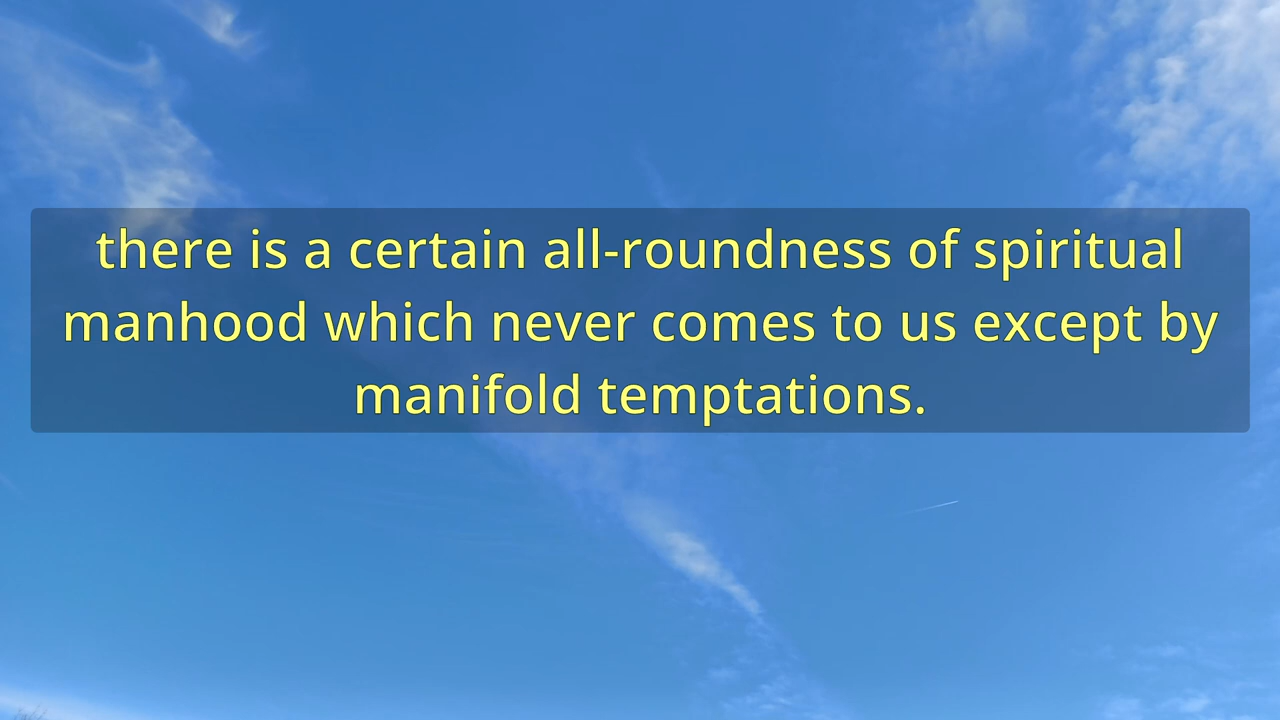 there is a certain all-roundness of spiritual
manhood which never comes to us except by
manifold temptations.